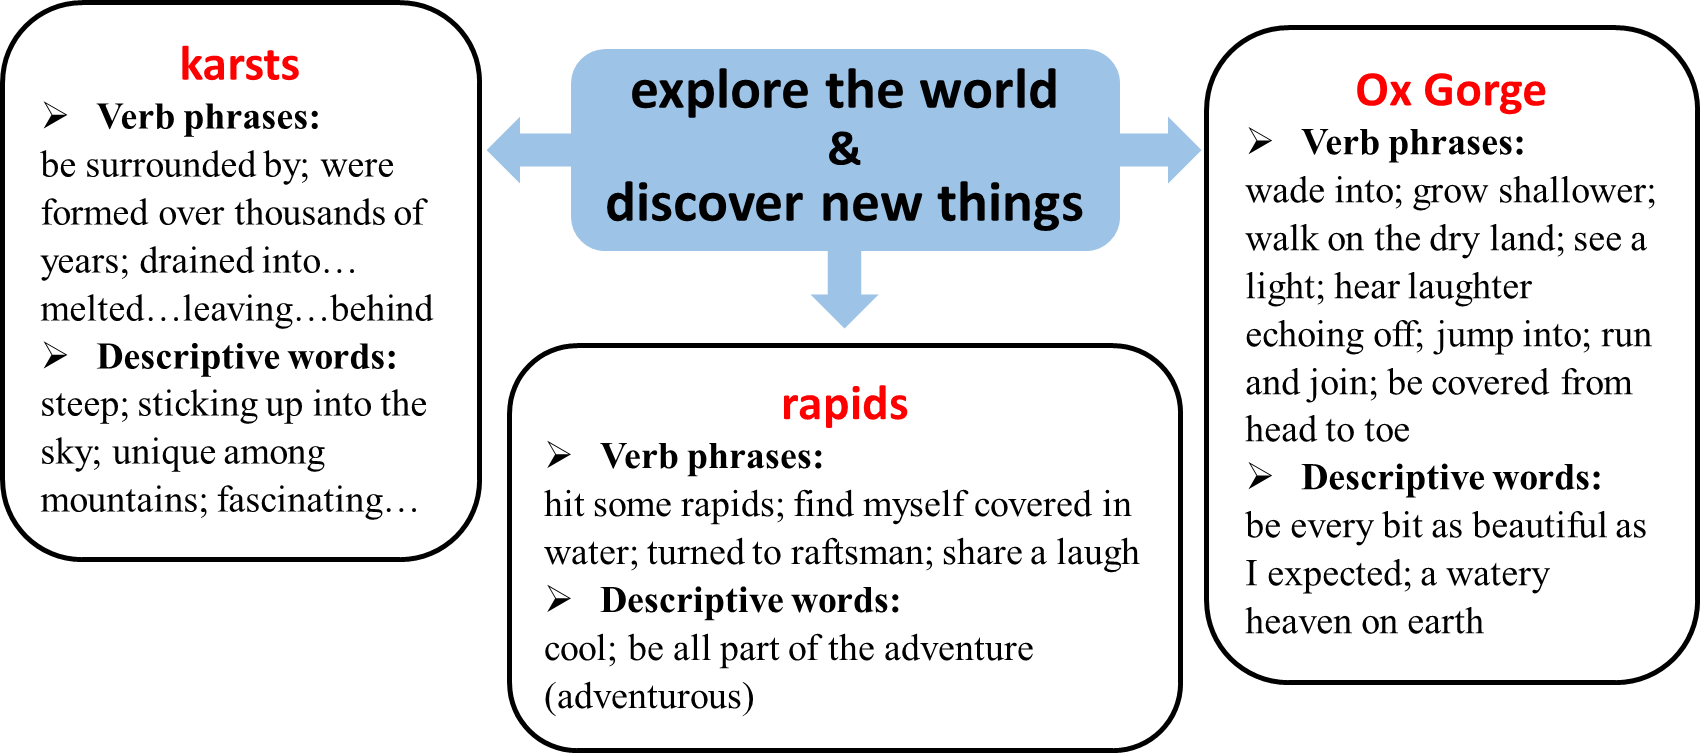 explore the world
&
discover new things
karsts
➢ Verb phrases:
be surrounded by; were
formed over thousands of
years; drained into…
melted…leaving…behind
➢ Descriptive words:
steep; sticking up into the
sky; unique among
mountains; fascinating…
rapids
➢ Verb phrases:
hit some rapids; find myself covered in
water; turned to raftsman; share a laugh
➢ Descriptive words:
cool; be all part of the adventure
(adventurous)
Ox Gorge
➢ Verb phrases:
wade into; grow shallower;
walk on the dry land; see a
light; hear laughter
echoing off; jump into; run
and join; be covered from
head to toe
➢ Descriptive words:
be every bit as beautiful as
I expected; a watery
heaven on earth